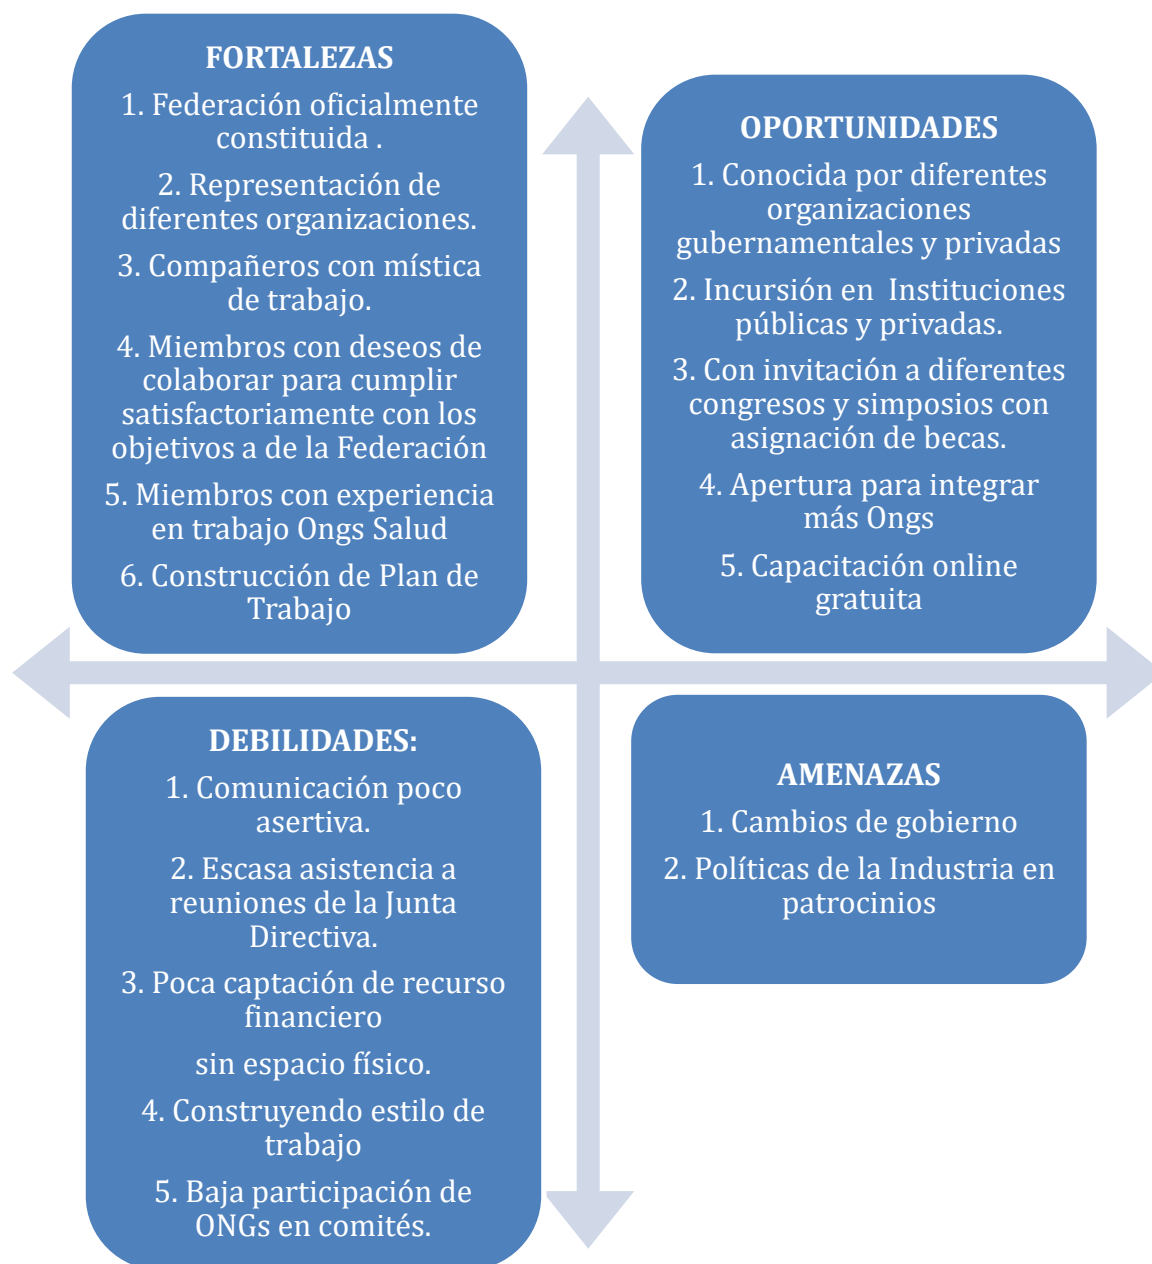 FORTALEZAS
1. Federación oficialmente
constituida .
2. Representación de
diferentes organizaciones.
3. Compañeros con mística
de trabajo.
4. Miembros con deseos de
colaborar para cumplir
satisfactoriamente con los
objetivos a de la Federación
5. Miembros con experiencia
en trabajo Ongs Salud
6. Construcción de Plan de
Trabajo
OPORTUNIDADES
1. Conocida por diferentes
organizaciones
gubernamentales y privadas
2. Incursión en  Instituciones
públicas y privadas.
3. Con invitación a diferentes
congresos y simposios con
asignación de becas.
4. Apertura para integrar
más Ongs
5. Capacitación online
gratuita
DEBILIDADES:
1. Comunicación poco
asertiva.
2. Escasa asistencia a
reuniones de la Junta
Directiva.
3. Poca captación de recurso
financiero
sin espacio físico.
4. Construyendo estilo de
trabajo
5. Baja participación de
ONGs en comités.
AMENAZAS
1. Cambios de gobierno
2. Políticas de la Industria en
patrocinios